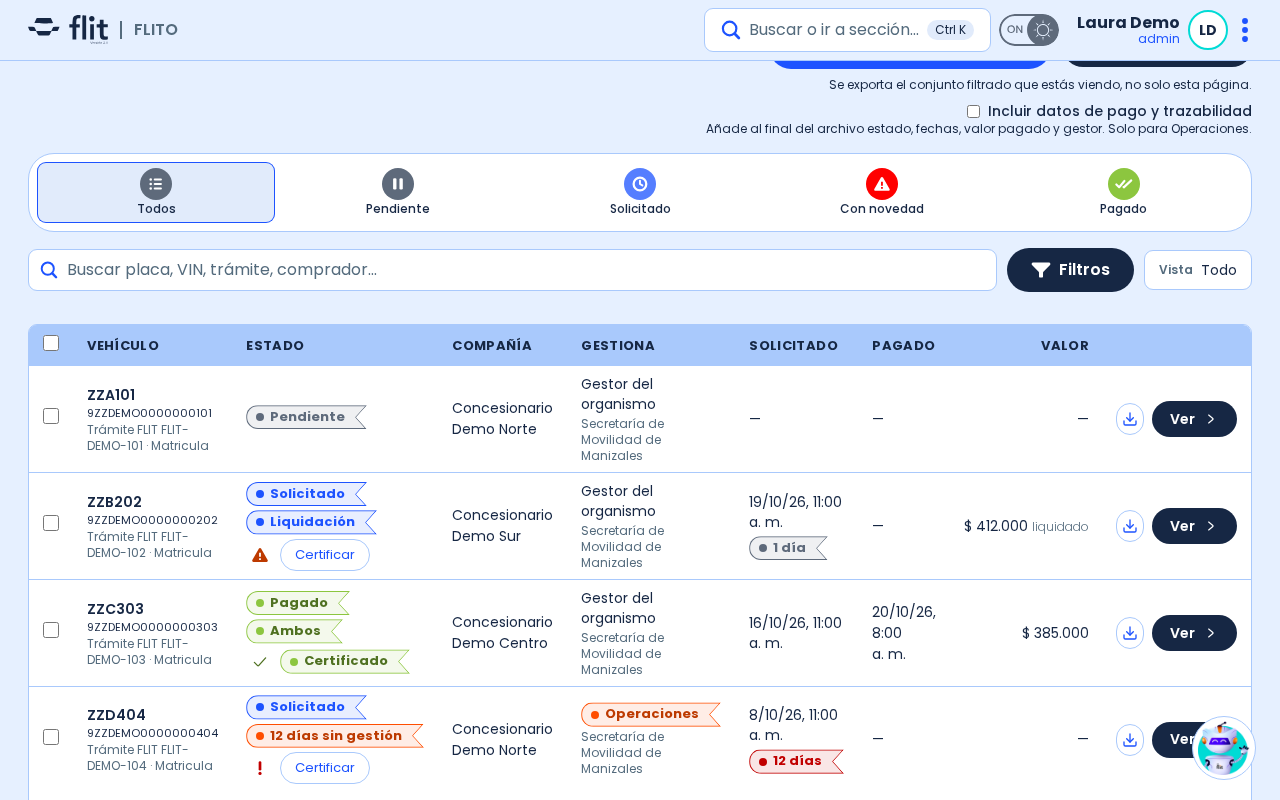 flit | FLITO
Buscar o ir a sección... Ctrl K
ON
Laura Demo
admin
LD
Se exporta el conjunto filtrado que estás viendo, no solo esta página.
Incluir datos de pago y trazabilidad
Añade al final del archivo estado, fechas, valor pagado y gestor. Solo para Operaciones.
Todos
Pendiente
Solicitado
Con novedad
Pagado
Buscar placa, VIN, trámite, comprador...
Filtros
Vista Todo
VEHÍCULO ESTADO COMPAÑÍA GESTIONA SOLICITADO PAGADO VALOR
ZZA101
9ZZDEMO0000000101
Trámite FLIT FLIT-
DEMO-101 · Matricula
Pendiente
Concesionario
Demo Norte
Gestor del
organismo
Secretaría de
Movilidad de
Manizales
—
—
—
Ver
ZZB202
9ZZDEMO0000000202
Trámite FLIT FLIT-
DEMO-102 · Matricula
Solicitado
Liquidación
Certificar
Concesionario
Demo Sur
Gestor del
organismo
Secretaría de
Movilidad de
Manizales
19/10/26, 11:00
a. m.
1 día
—
$ 412.000 liquidado
Ver
ZZC303
9ZZDEMO0000000303
Trámite FLIT FLIT-
DEMO-103 · Matricula
Pagado
Ambos
Certificado
Concesionario
Demo Centro
Gestor del
organismo
Secretaría de
Movilidad de
Manizales
16/10/26, 11:00
a. m.
20/10/26,
8:00
a. m.
$ 385.000
Ver
ZZD404
9ZZDEMO0000000404
Trámite FLIT FLIT-
DEMO-104 · Matricula
Solicitado
12 días sin gestión
Certificar
Concesionario
Demo Norte
Operaciones
Secretaría de
Movilidad de
Manizales
8/10/26, 11:00
a. m.
12 días
—
—
Ver